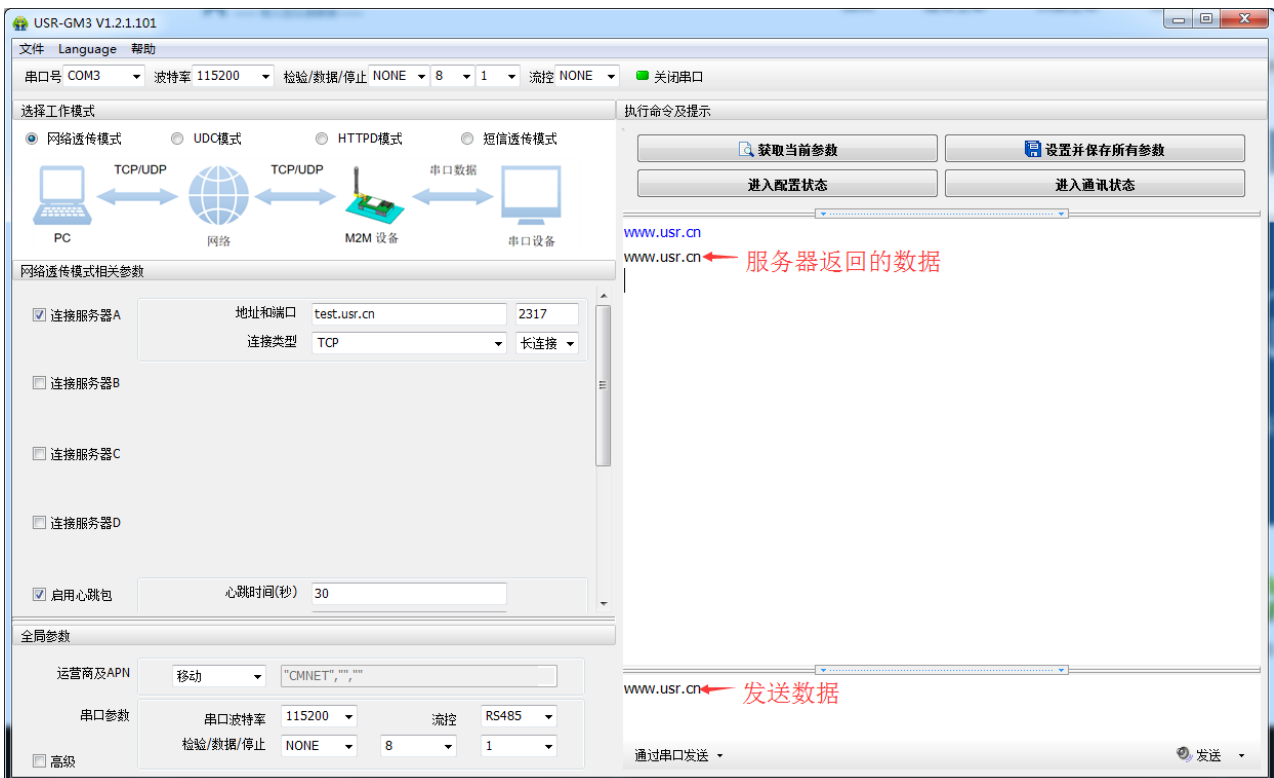 USR-GM3 V1.2.1.101
文件 Language 帮助
串口号 COM3 波特率 115200 检验/数据/停止 NONE 8 1 流控 NONE 关闭串口
选择工作模式
网络透传模式 UDC模式 HTTPD模式 短信透传模式
TCP/UDP TCP/UDP 串口数据
PC 网络 M2M 设备 串口设备
网络透传模式相关参数
连接服务器A 地址和端口 test.usr.cn 2317
连接类型 TCP 长连接
连接服务器B
连接服务器C
连接服务器D
启用心跳包 心跳时间(秒) 30
全局参数
运营商及APN 移动 "CMNET","",""
串口参数 串口波特率 115200 流控 RS485
检验/数据/停止 NONE 8 1
高级
执行命令及提示
获取当前参数 设置并保存所有参数
进入配置状态 进入通讯状态
www.usr.cn
www.usr.cn 服务器返回的数据
www.usr.cn 发送数据
通过串口发送 发送